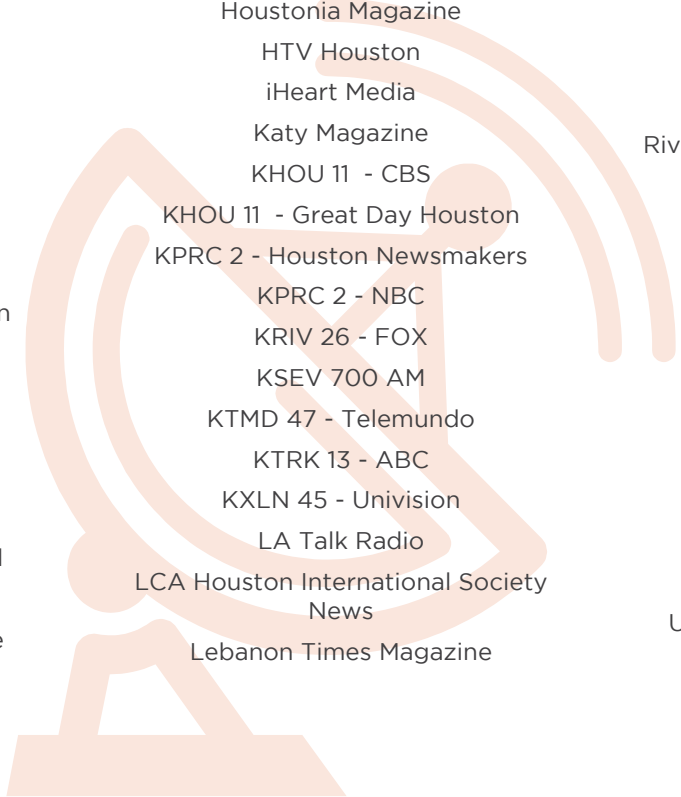 Houstonia Magazine
HTV Houston
iHeart Media
Katy Magazine
KHOU 11 - CBS
KHOU 11 - Great Day Houston
KPRC 2 - Houston Newsmakers
KPRC 2 - NBC
KRIV 26 - FOX
KSEV 700 AM
KTMD 47 - Telemundo
KTRK 13 - ABC
KXLN 45 - Univision
LA Talk Radio
LCA Houston International Society
News
Lebanon Times Magazine